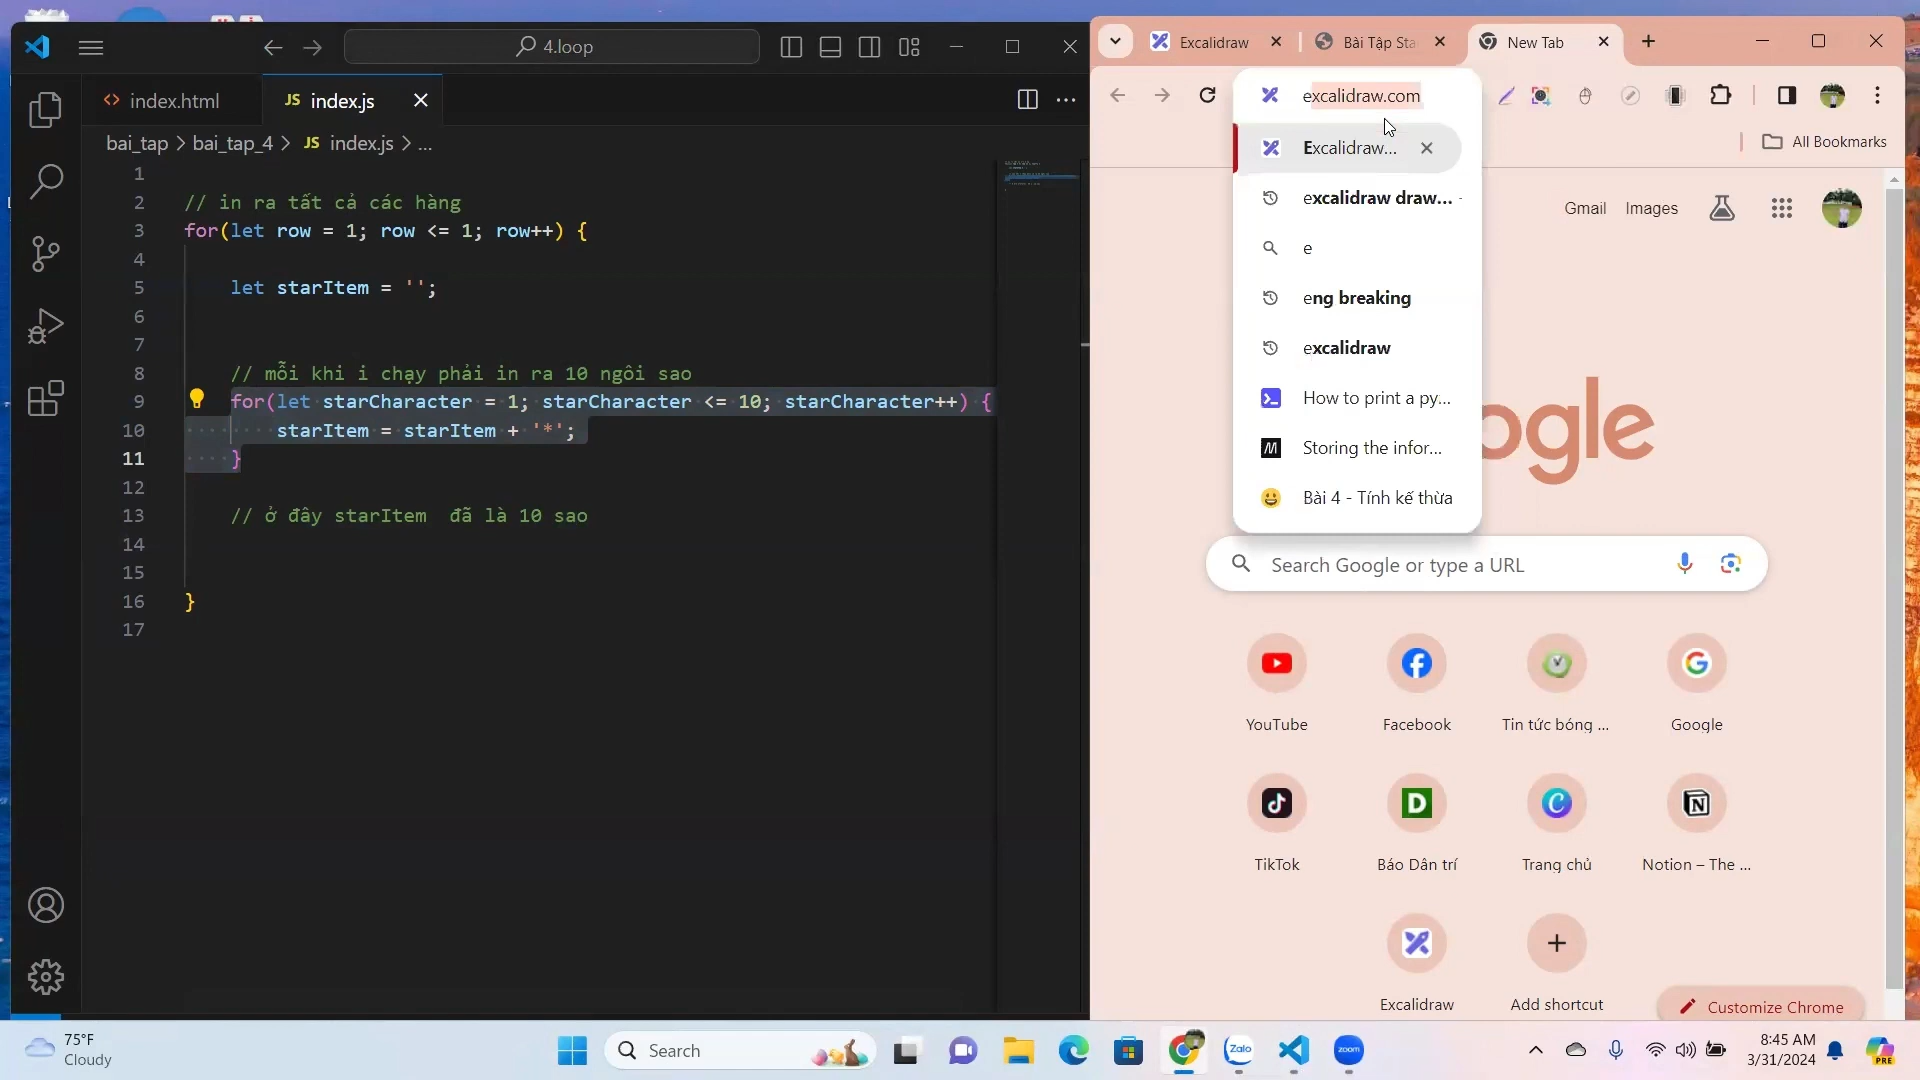 4.loop
index.html
JS index.js
bai_tap > bai_tap_4 > JS index.js > ...
1
2 // in ra tất cả các hàng
3 for(let row = 1; row <= 1; row++) {
4
5 let starItem = '';
6
7
8 // mỗi khi i chạy phải in ra 10 ngôi sao
9 for(let starCharacter = 1; starCharacter <= 10; starCharacter++) {
10 starItem = starItem + '*';
11 }
12
13 // ở đây starItem  đã là 10 sao
14
15
16 }
17
Excalidraw
Bài Tập Sta
New Tab
excalidraw.com
Excalidraw...
excalidraw draw... -
e
eng breaking
excalidraw
How to print a py...
Storing the infor...
Bài 4 - Tính kế thừa
All Bookmarks
Gmail Images
ogle
Search Google or type a URL
YouTube
Facebook
Tin tức bóng ...
Google
TikTok
Báo Dân trí
Trang chủ
Notion – The ...
Excalidraw
Add shortcut
Customize Chrome
75°F
Cloudy
Search
Zalo
zoom
8:45 AM
3/31/2024
PRE